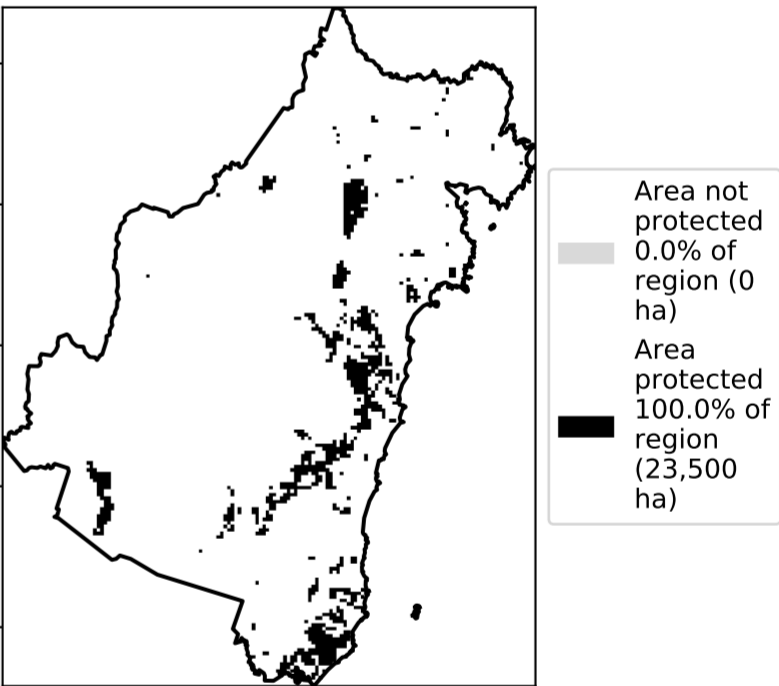 Area not
protected
0.0% of
region (0
ha)
Area
protected
100.0% of
region
(23,500
ha)